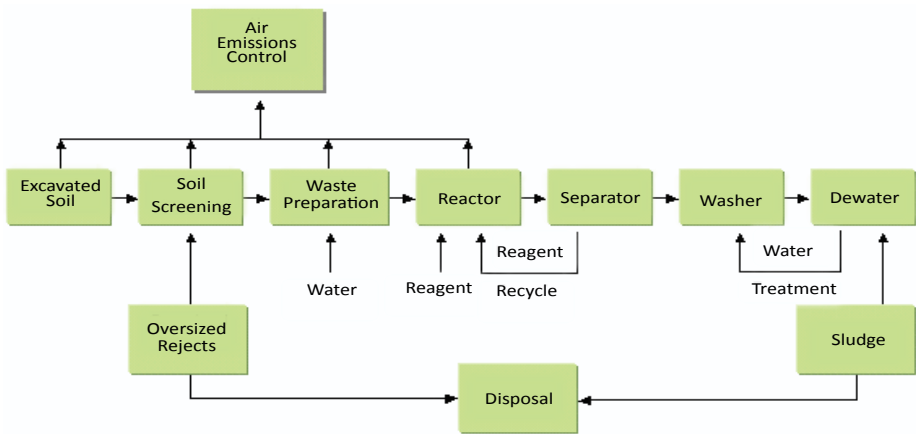 Air
Emissions
Control
Excavated
Soil
Soil
Screening
Waste
Preparation
Reactor
Separator
Washer
Dewater
Water
Reagent
Reagent
Recycle
Water
Treatment
Oversized
Rejects
Sludge
Disposal